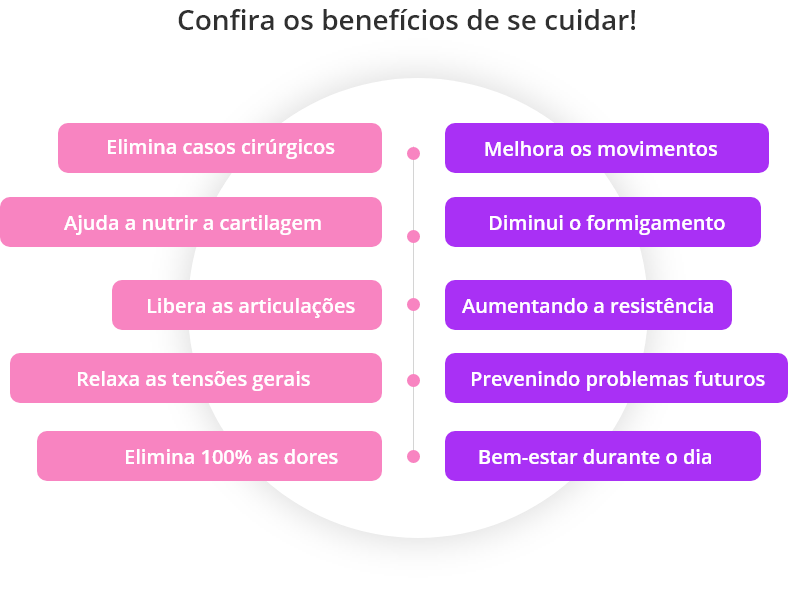 Confira os benefícios de se cuidar!
Elimina casos cirúrgicos
Melhora os movimentos
Ajuda a nutrir a cartilagem
Diminui o formigamento
Libera as articulações
Aumentando a resistência
Relaxa as tensões gerais
Prevenindo problemas futuros
Elimina 100% as dores
Bem-estar durante o dia